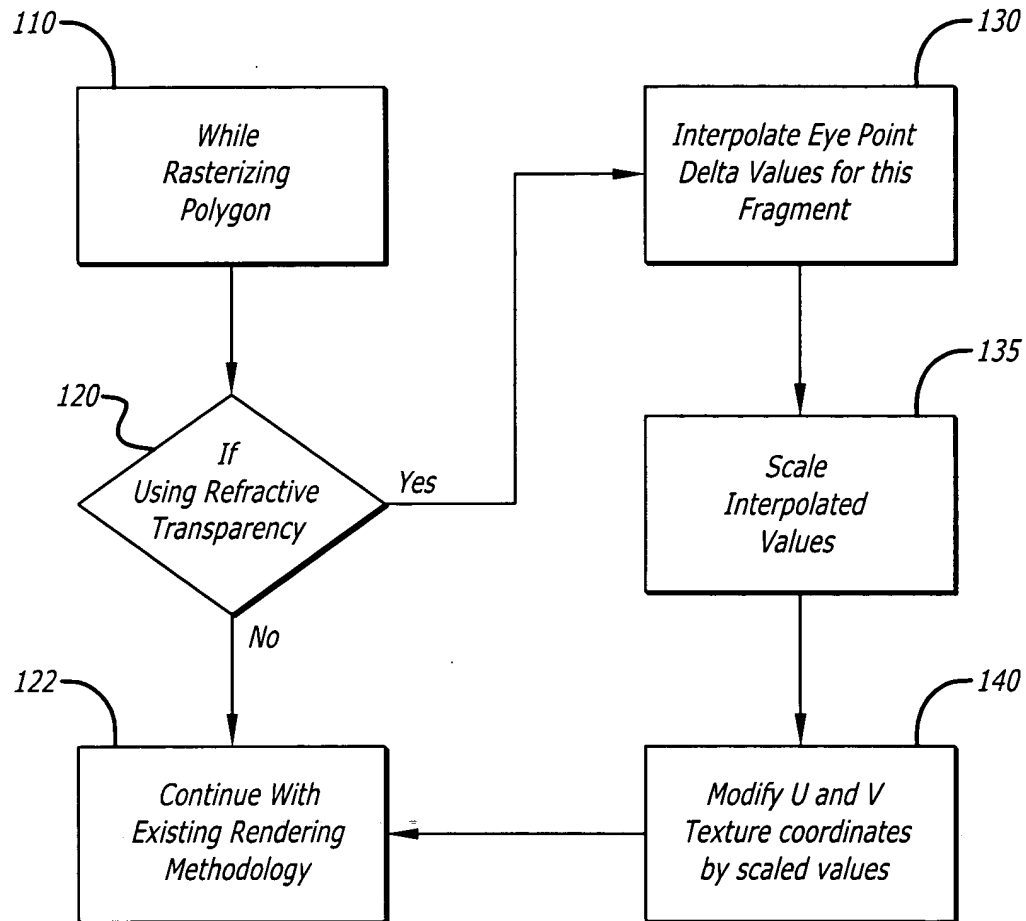 110
While
Rasterizing
Polygon
120
If
Using Refractive
Transparency
Yes
No
122
Continue With
Existing Rendering
Methodology
130
Interpolate Eye Point
Delta Values for this
Fragment
135
Scale
Interpolated
Values
140
Modify U and V
Texture coordinates
by scaled values